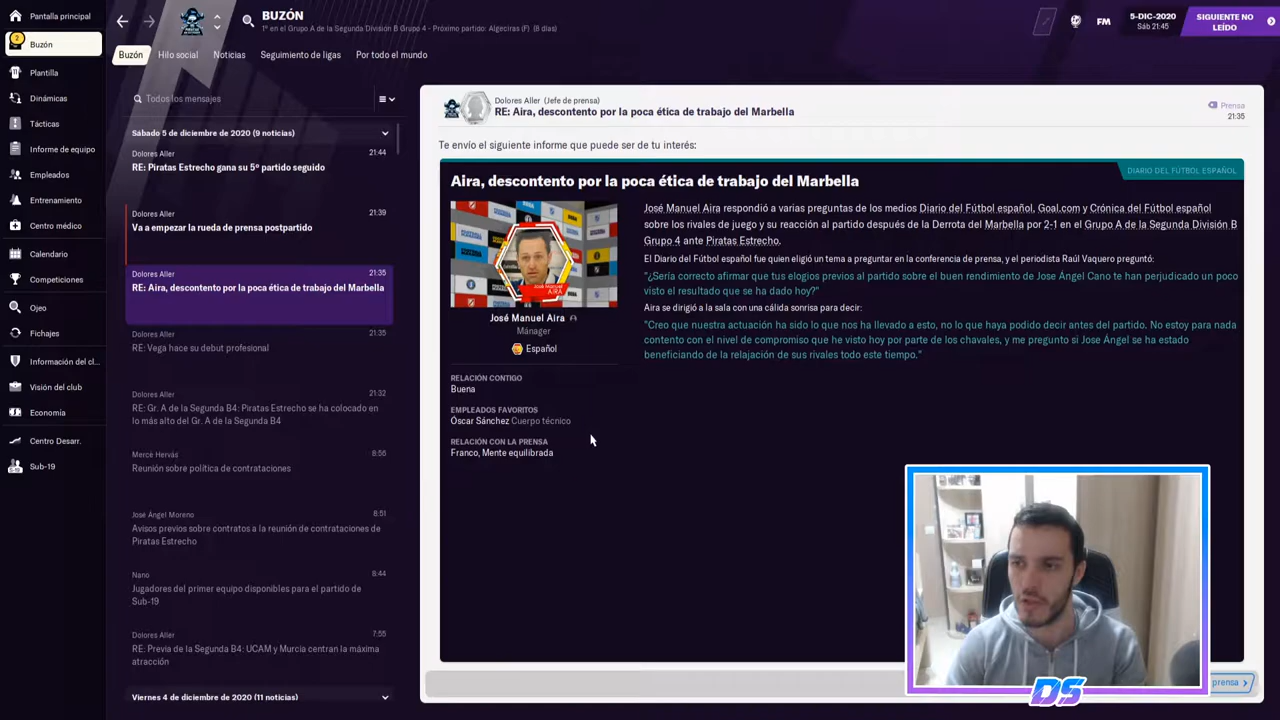 Pantalla principal
2
Buzón
Plantilla
Dinámicas
Tácticas
Informe de equipo
Empleados
Entrenamiento
Centro médico
Calendario
Competiciones
Ojeo
Fichajes
Información del cl...
Visión del club
Economía
Centro Desarr.
Sub-19
BUZÓN
1º en el Grupo A de la Segunda División B Grupo 4 - Próximo partido: Algeciras (F) (8 días)
FM
5-DIC-2020
Sáb 21:45
SIGUIENTE NO
LEÍDO
Buzón
Hilo social
Noticias
Seguimiento de ligas
Por todo el mundo
Todos los mensajes
Sábado 5 de diciembre de 2020 (9 noticias)
Dolores Aller 21:44
RE: Piratas Estrecho gana su 5º partido seguido
Dolores Aller 21:39
Va a empezar la rueda de prensa postpartido
Dolores Aller 21:35
RE: Aira, descontento por la poca ética de trabajo del Marbella
Dolores Aller 21:35
RE: Vega hace su debut profesional
Dolores Aller 21:32
RE: Gr. A de la Segunda B4: Piratas Estrecho se ha colocado en
lo más alto del Gr. A de la Segunda B4
Mercè Hervás 8:56
Reunión sobre política de contrataciones
José Ángel Moreno 8:51
Avisos previos sobre contratos a la reunión de contrataciones de
Piratas Estrecho
Nano 8:44
Jugadores del primer equipo disponibles para el partido de
Sub-19
Dolores Aller 7:55
RE: Previa de la Segunda B4: UCAM y Murcia centran la máxima
atracción
Viernes 4 de diciembre de 2020 (11 noticias)
Dolores Aller (Jefe de prensa)
RE: Aira, descontento por la poca ética de trabajo del Marbella
Prensa
21:35
Te envío el siguiente informe que puede ser de tu interés:
DIARIO DEL FÚTBOL ESPAÑOL
Aira, descontento por la poca ética de trabajo del Marbella
José Manuel
AIRA
José Manuel Aira
Mánager
Español
RELACIÓN CONTIGO
Buena
EMPLEADOS FAVORITOS
Óscar Sánchez Cuerpo técnico
RELACIÓN CON LA PRENSA
Franco, Mente equilibrada
José Manuel Aira respondió a varias preguntas de los medios Diario del Fútbol español, Goal.com y Crónica del Fútbol español
sobre los rivales de juego y su reacción al partido después de la Derrota del Marbella por 2-1 en el Grupo A de la Segunda División B
Grupo 4 ante Piratas Estrecho.
El Diario del Fútbol español fue quien eligió un tema a preguntar en la conferencia de prensa, y el periodista Raúl Vaquero preguntó:
"¿Sería correcto afirmar que tus elogios previos al partido sobre el buen rendimiento de Jose Ángel Cano te han perjudicado un poco
visto el resultado que se ha dado hoy?"
Aira se dirigió a la sala con una cálida sonrisa para decir:
"Creo que nuestra actuación ha sido lo que nos ha llevado a esto, no lo que haya podido decir antes del partido. No estoy para nada
contento con el nivel de compromiso que he visto hoy por parte de los chavales, y me pregunto si Jose Ángel se ha estado
beneficiando de la relajación de sus rivales todo este tiempo."
prensa
DS